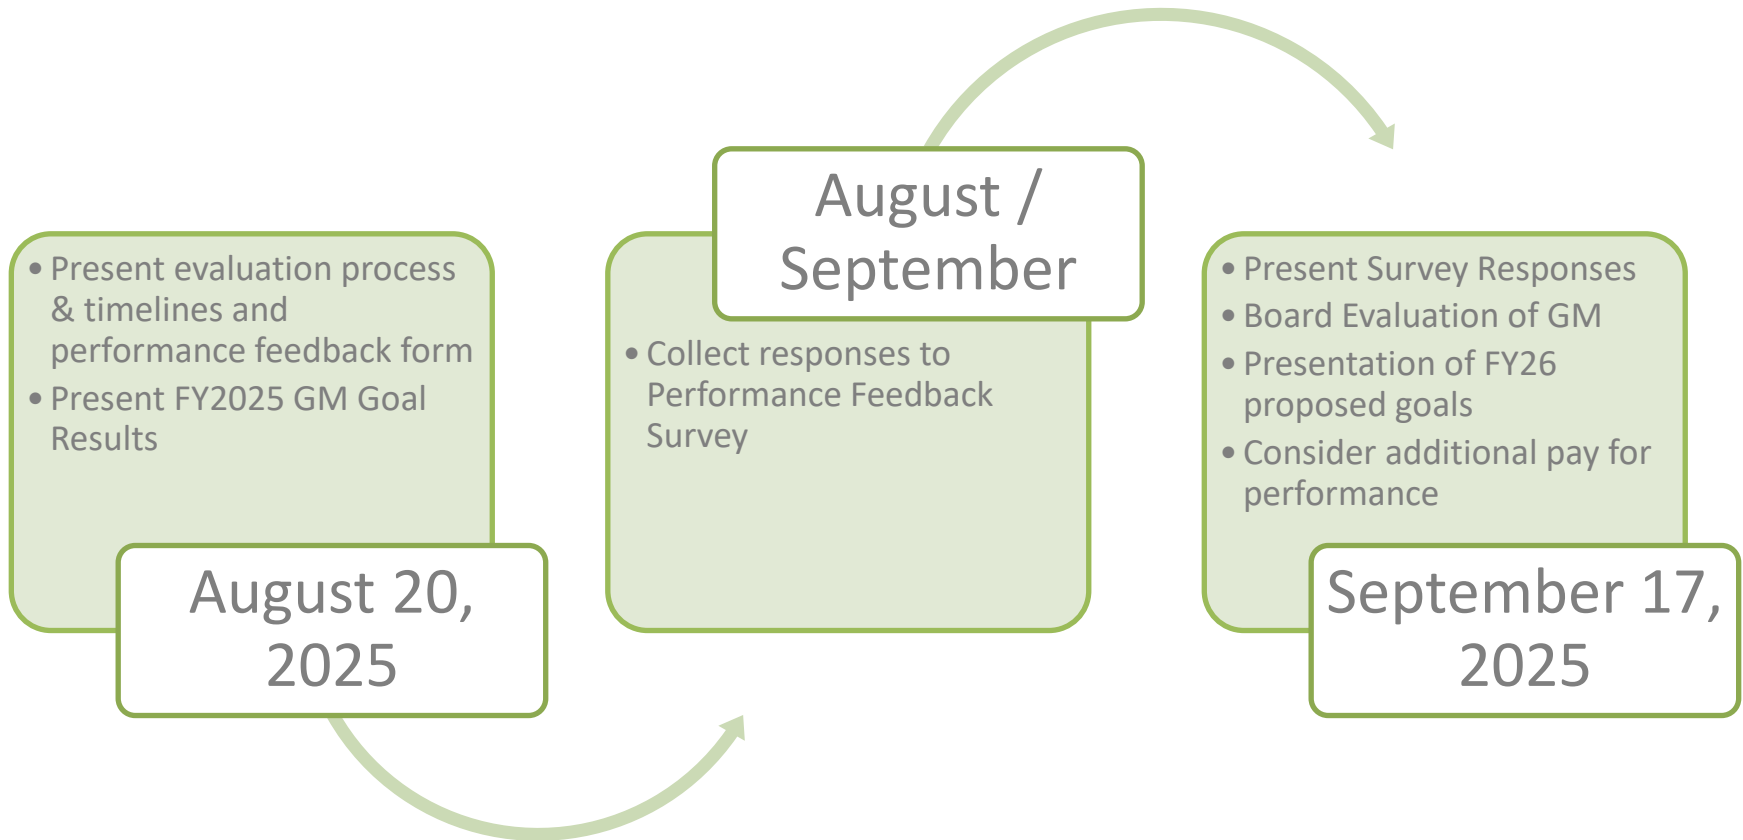 • Present evaluation process
& timelines and
performance feedback form
• Present FY2025 GM Goal
Results
August 20,
2025
August /
September
• Collect responses to
Performance Feedback
Survey
• Present Survey Responses
• Board Evaluation of GM
• Presentation of FY26
proposed goals
• Consider additional pay for
performance
September 17,
2025